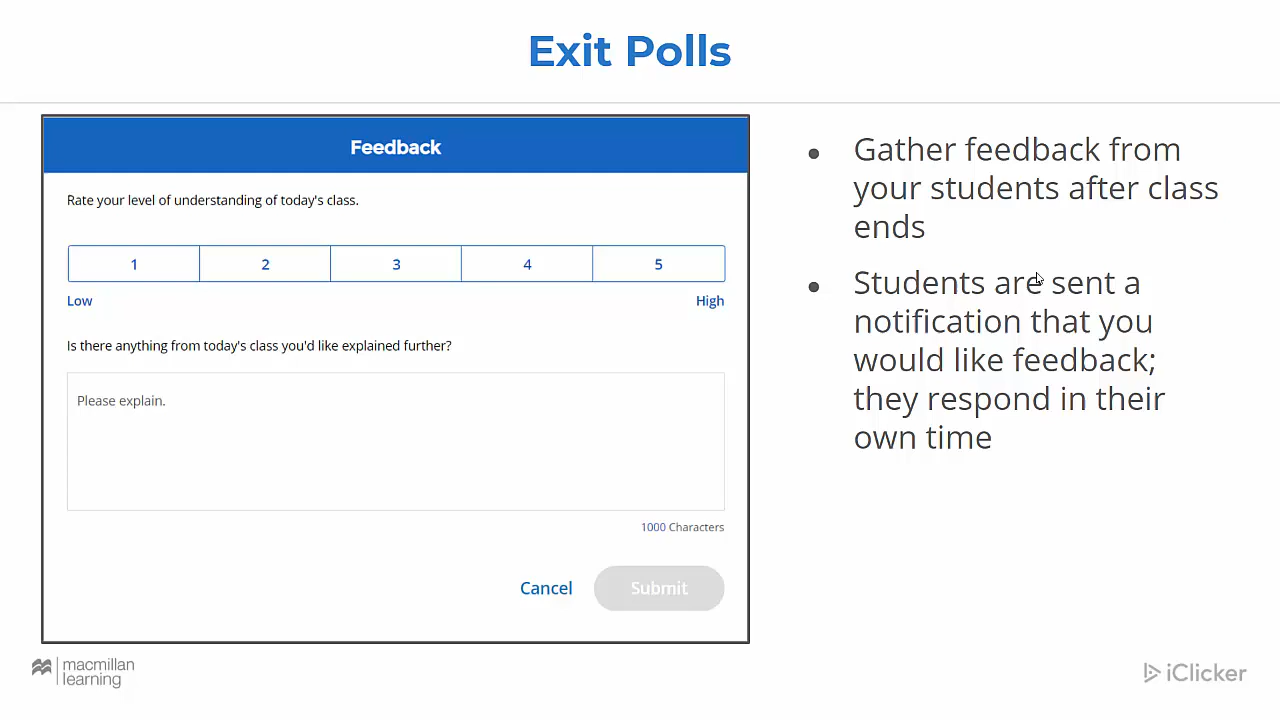 Exit Polls
Feedback
Rate your level of understanding of today's class.
1 2 3 4 5
Low High
Is there anything from today's class you'd like explained further?
Please explain.
1000 Characters
Cancel Submit
• Gather feedback from
your students after class
ends
• Students are sent a
notification that you
would like feedback;
they respond in their
own time
macmillan
learning
iClicker